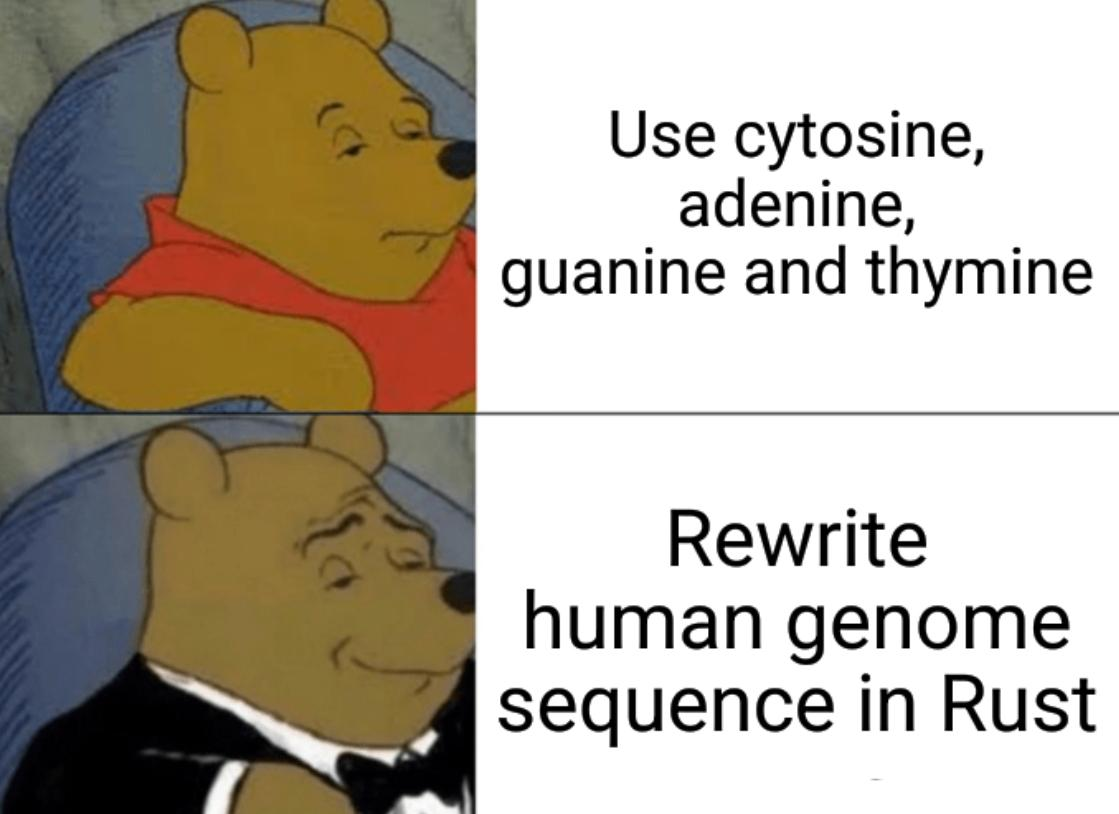 Use cytosine,
adenine,
guanine and thymine
Rewrite
human genome
sequence in Rust